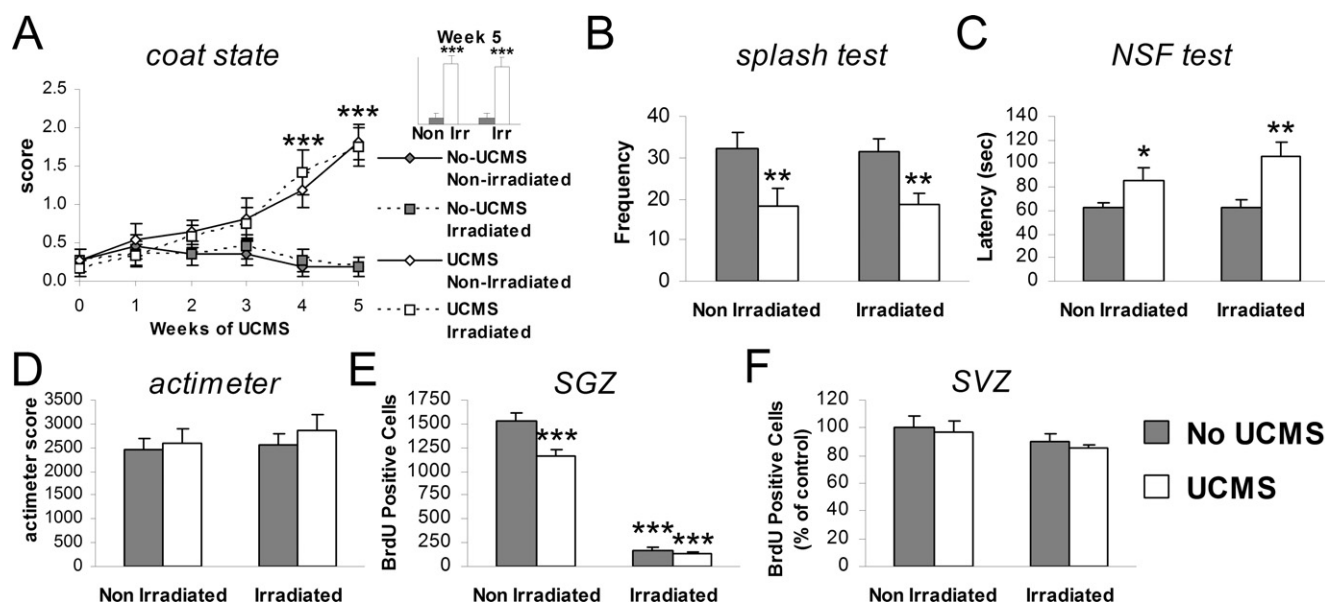 A
coat state
Week 5
***
***
Non Irr
Irr
score
2.5
2.0
1.5
1.0
0.5
0.0
***
***
0 1 2 3 4 5
Weeks of UCMS
No-UCMS
Non-irradiated
No-UCMS
Irradiated
UCMS
Non-Irradiated
UCMS
Irradiated
B
splash test
Frequency
40
30
20
10
0
**
**
Non Irradiated
Irradiated
C
NSF test
Latency (sec)
140
120
100
80
60
40
20
0
*
**
Non Irradiated
Irradiated
D
actimeter
actimeter score
3500
3000
2500
2000
1500
1000
500
0
Non Irradiated
Irradiated
E
SGZ
BrdU Positive Cells
1750
1500
1250
1000
750
500
250
0
***
***
***
Non Irradiated
Irradiated
F
SVZ
BrdU Positive Cells
(% of control)
120
100
80
60
40
20
0
Non Irradiated
Irradiated
No UCMS
UCMS